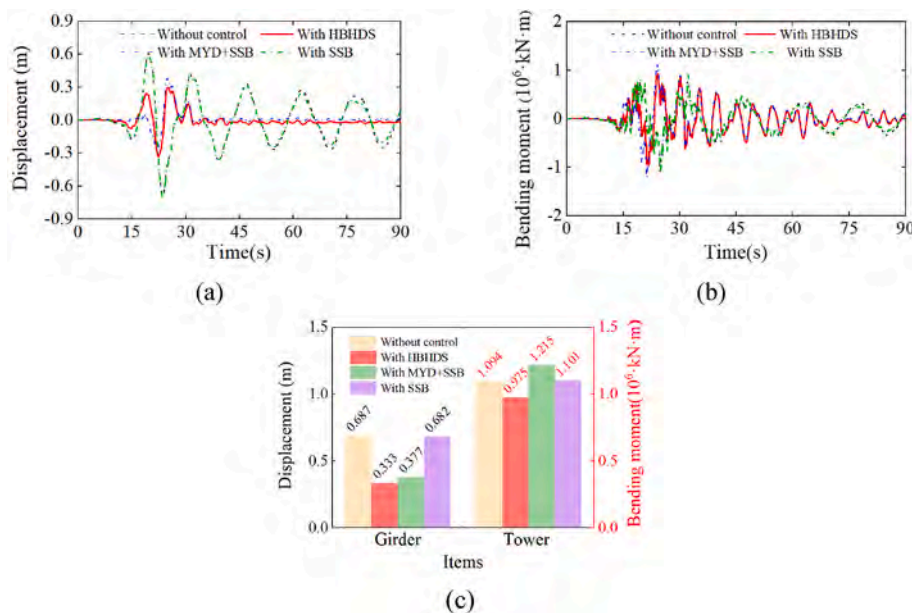 Without control With HBHDS
With MYD+SSB With SSB
Displacement (m)
0.9
0.6
0.3
0.0
-0.3
-0.6
-0.9
0 15 30 45 60 75 90
Time(s)
(a)
Without control With HBHDS
With MYD+SSB With SSB
Bending moment (10⁶·kN·m)
2
1
0
-1
-2
0 15 30 45 60 75 90
Time(s)
(b)
Without control
With HBHDS
With MYD+SSB
With SSB
Displacement (m)
1.5
1.0
0.5
0.0
0.687
0.333
0.377
0.682
1.094
0.975
1.215
1.101
1.5
1.0
0.5
0.0
Bending moment(10⁶·kN·m)
Girder Tower
Items
(c)